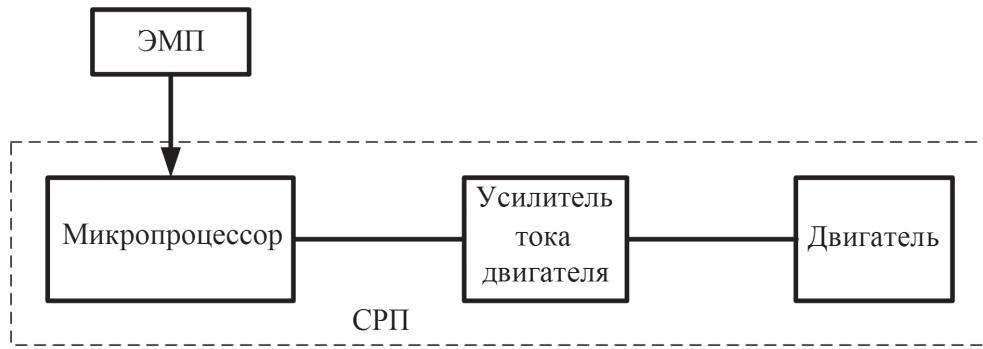 ЭМП
Микропроцессор
Усилитель
тока
двигателя
Двигатель
СРП